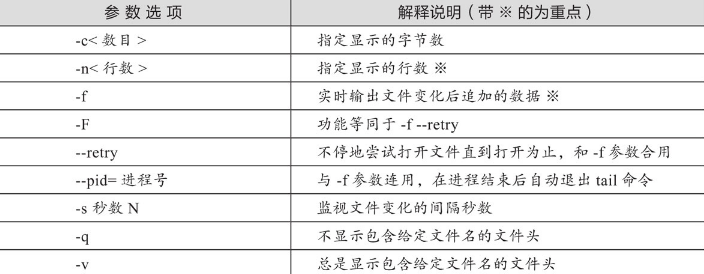 参数选项 解释说明（带 ※ 的为重点）
-c< 数目 > 指定显示的字节数
-n< 行数 > 指定显示的行数 ※
-f 实时输出文件变化后追加的数据 ※
-F 功能等同于 -f --retry
--retry 不停地尝试打开文件直到打开为止，和 -f 参数合用
--pid= 进程号 与 -f 参数连用，在进程结束后自动退出 tail 命令
-s 秒数 N 监视文件变化的间隔秒数
-q 不显示包含给定文件名的文件头
-v 总是显示包含给定文件名的文件头